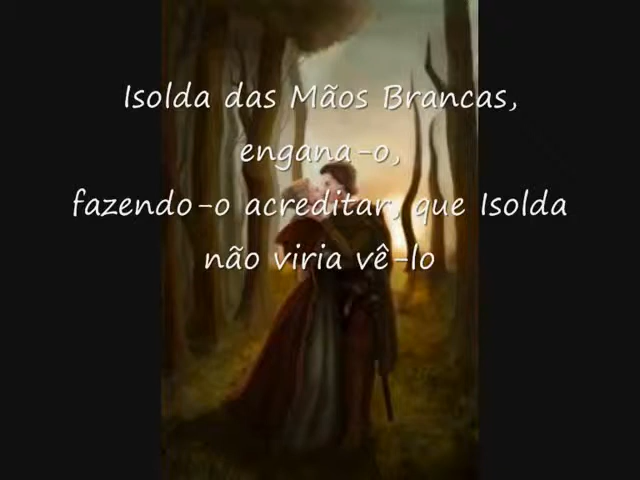 Isolda das Mãos Brancas,
engana-o,
fazendo-o acreditar, que Isolda
não viria vê-lo